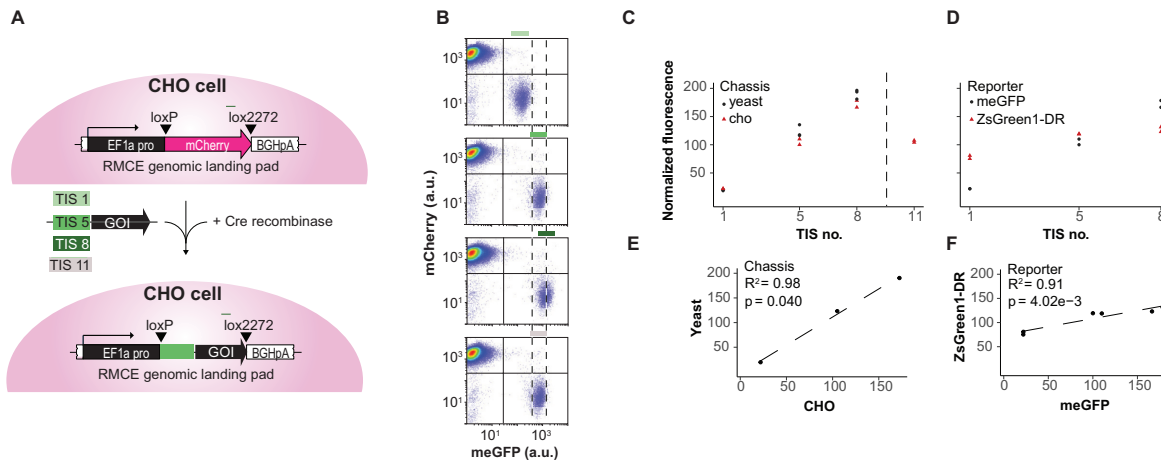 A
CHO cell
loxP
lox2272
EF1a pro
mCherry
BGHpA
RMCE genomic landing pad
TIS 1
TIS 5
GOI
TIS 8
TIS 11
+ Cre recombinase
CHO cell
loxP
lox2272
EF1a pro
GOI
BGHpA
RMCE genomic landing pad
B
mCherry (a.u.)
10³
10¹
10³
10¹
10³
10¹
10³
10¹
10¹
10³
meGFP (a.u.)
C
Normalized fluorescence
Chassis
yeast
cho
200
150
100
50
1
5
8
11
TIS no.
D
Reporter
meGFP
ZsGreen1-DR
1
5
8
TIS no.
E
Chassis
R²= 0.98
p = 0.040
Yeast
200
150
100
50
0
50
100
150
CHO
F
Reporter
R² = 0.91
p = 4.02e−3
ZsGreen1-DR
200
150
100
50
0
50
100
150
meGFP